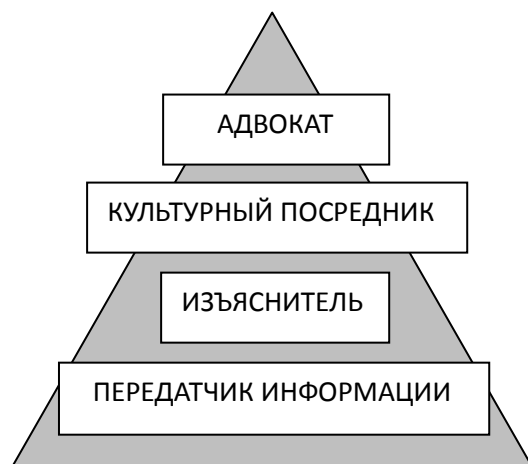 АДВОКАТ
КУЛЬТУРНЫЙ ПОСРЕДНИК
ИЗЪЯСНИТЕЛЬ
ПЕРЕДАТЧИК ИНФОРМАЦИИ